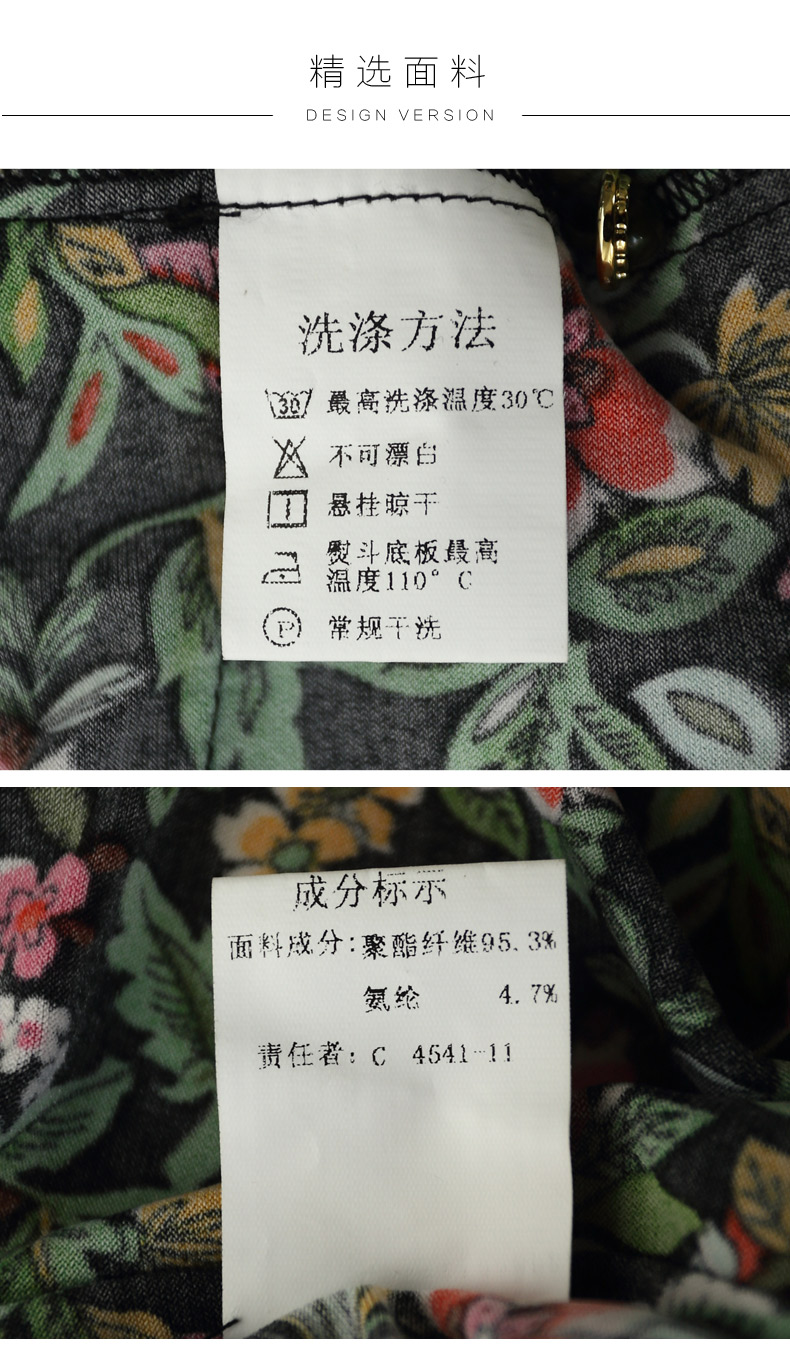 精选面料
DESIGN VERSION
洗涤方法
30 最高洗涤温度30℃
不可漂白
悬挂晾干
熨斗底板最高
温度110° C
P 常规干洗
成分标示
面料成分:聚酯纤维95.3%
氨纶 4.7%
责任者: C 4541-11